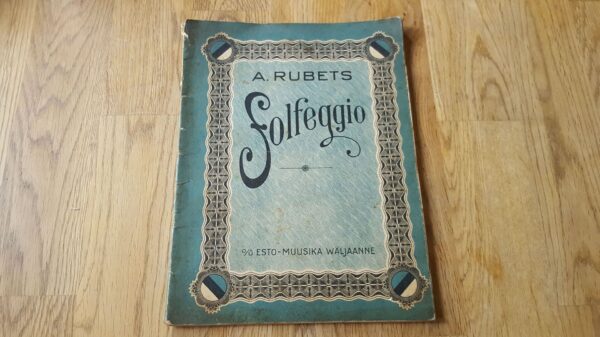 A. RUBETS
Solfeggio
O/Ü ESTO-MUUSIKA WÄLJAANNE